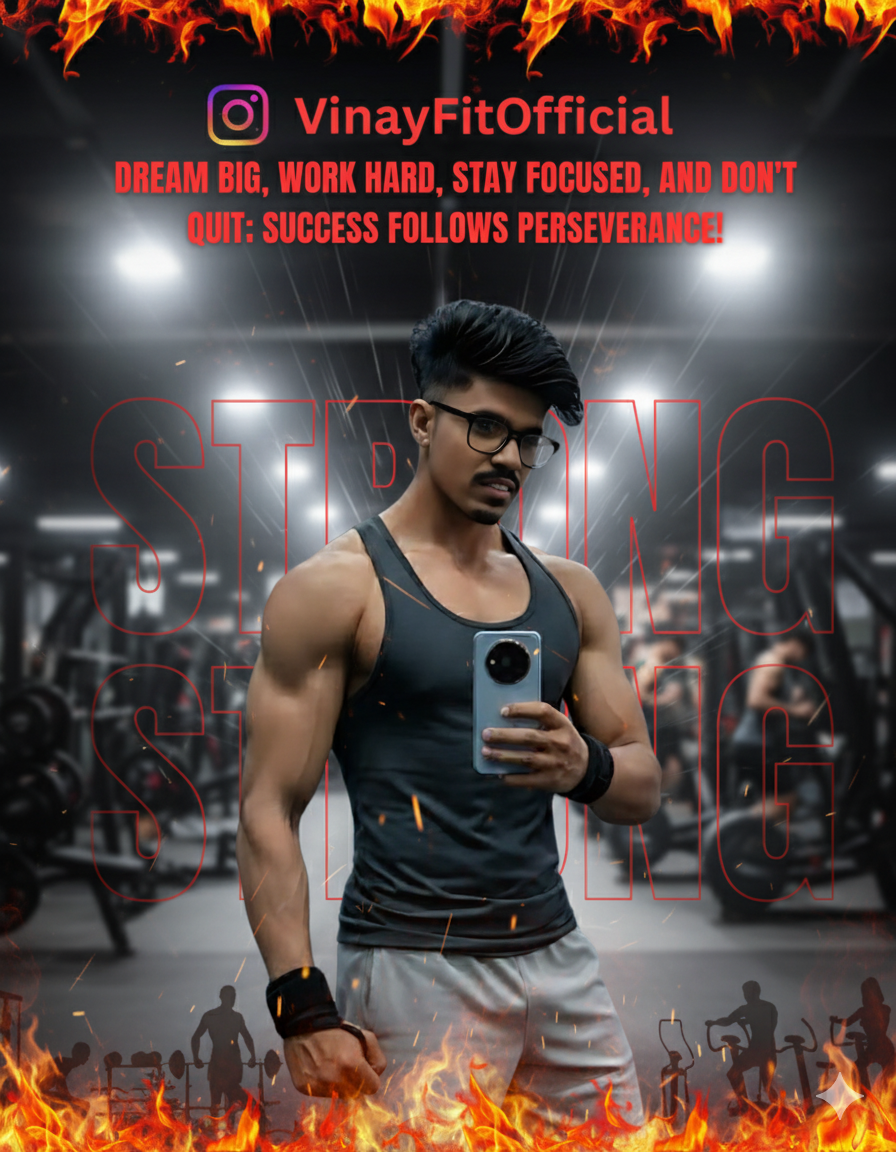 VinayFitOfficial
DREAM BIG, WORK HARD, STAY FOCUSED, AND DON'T
QUIT: SUCCESS FOLLOWS PERSEVERANCE!
STRONG
STRONG